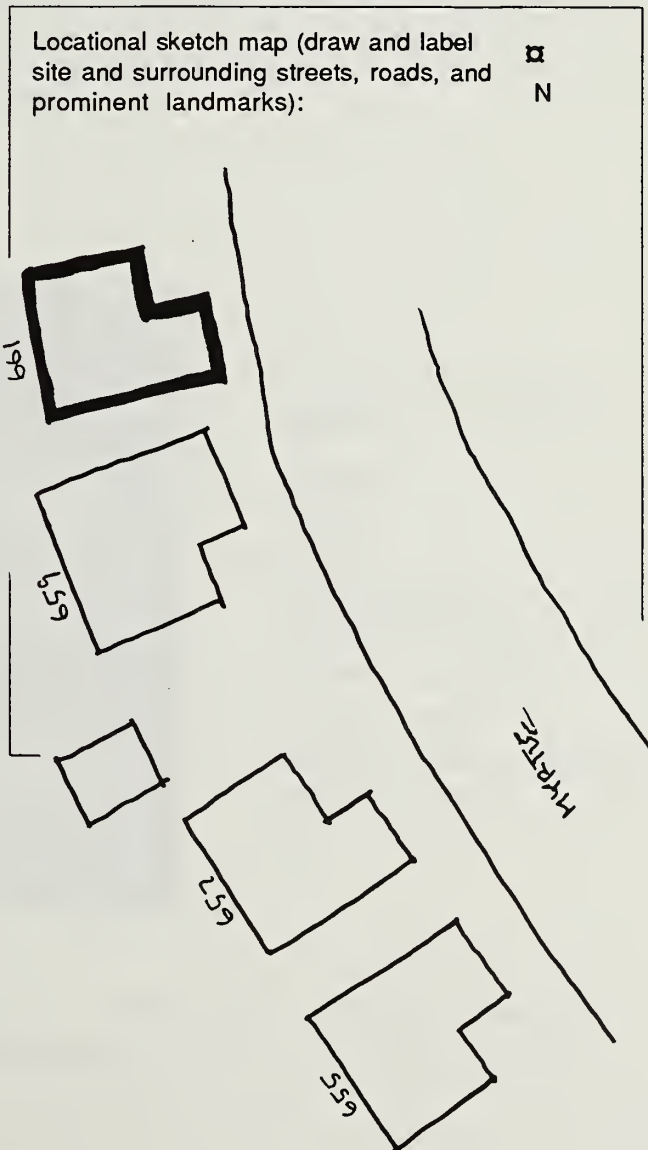 Locational sketch map (draw and label
site and surrounding streets, roads, and
prominent landmarks):
¤
N
661
659
MYRTLE
657
655